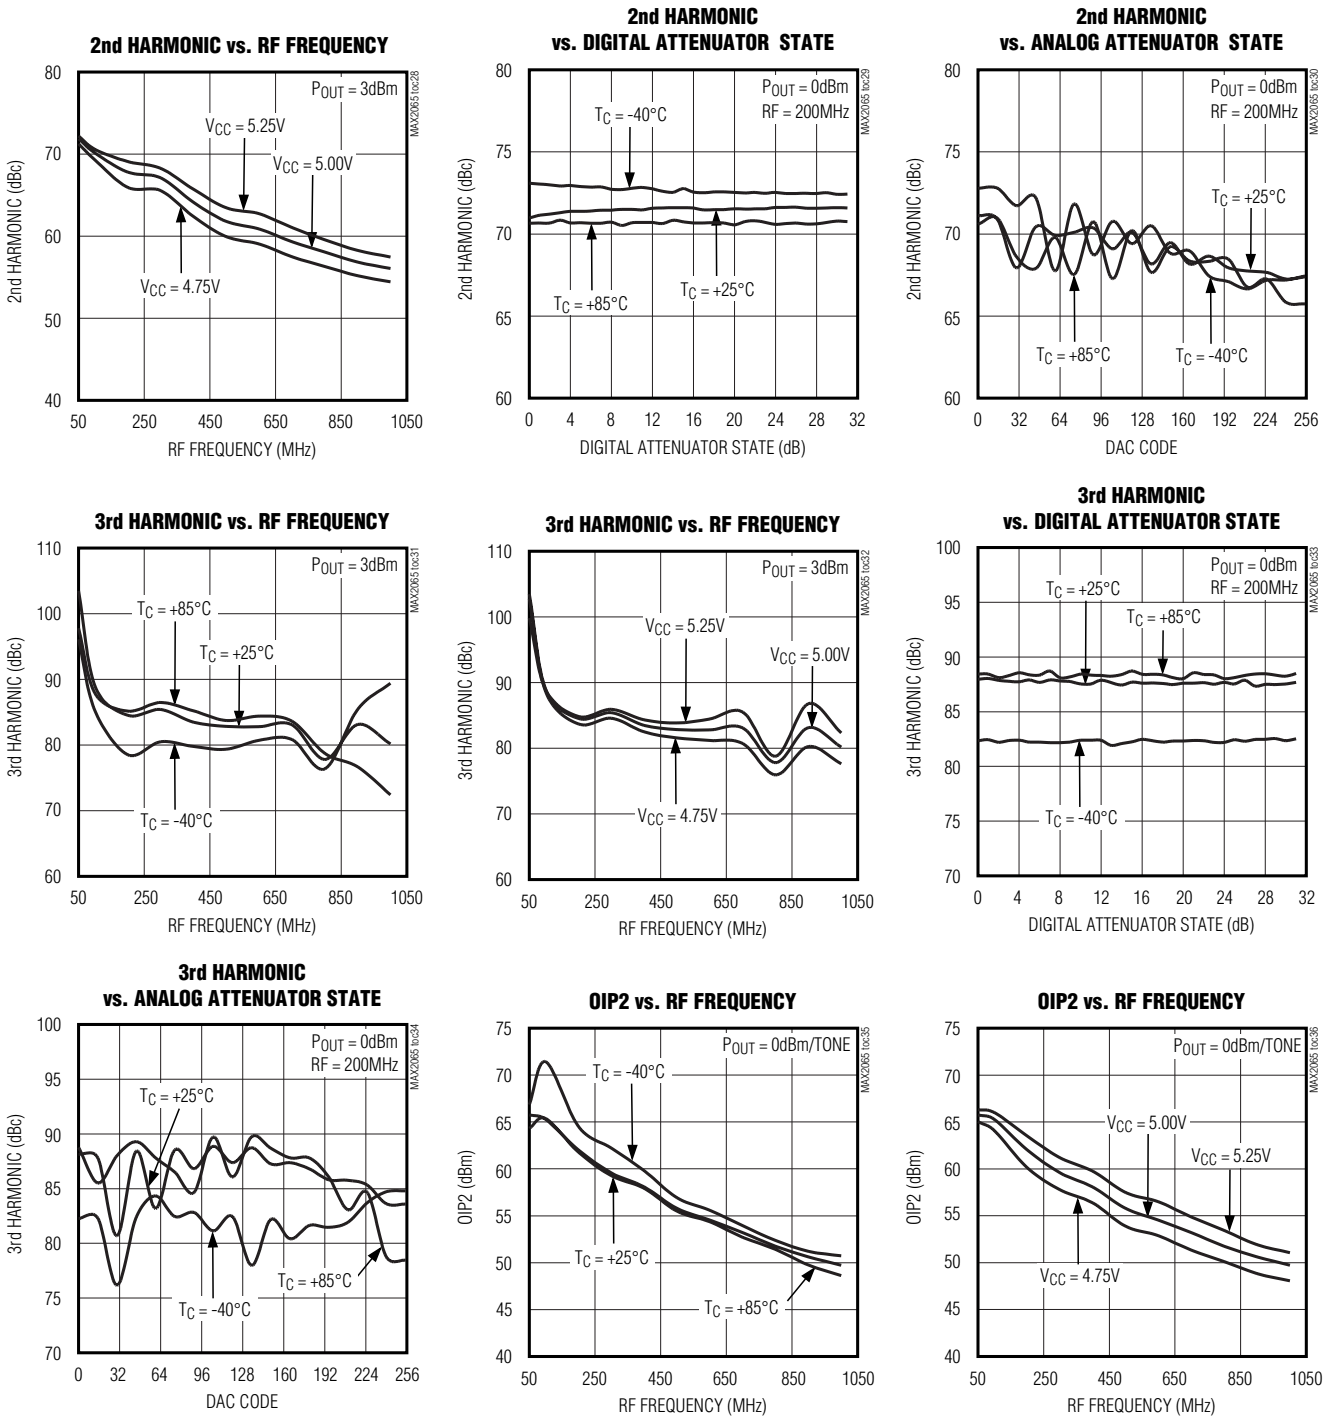 2nd HARMONIC vs. RF FREQUENCY
80
70
60
50
40
2nd HARMONIC (dBc)
POUT = 3dBm
VCC = 5.25V
VCC = 5.00V
VCC = 4.75V
50 250 450 650 850 1050
RF FREQUENCY (MHz)
MAX2065 toc28
2nd HARMONIC
vs. DIGITAL ATTENUATOR STATE
80
75
70
65
60
2nd HARMONIC (dBc)
POUT = 0dBm
RF = 200MHz
TC = -40°C
TC = +85°C
TC = +25°C
0 4 8 12 16 20 24 28 32
DIGITAL ATTENUATOR STATE (dB)
MAX2065 toc29
2nd HARMONIC
vs. ANALOG ATTENUATOR STATE
80
75
70
65
60
2nd HARMONIC (dBc)
POUT = 0dBm
RF = 200MHz
TC = +25°C
TC = +85°C
TC = -40°C
0 32 64 96 128 160 192 224 256
DAC CODE
MAX2065 toc30
3rd HARMONIC vs. RF FREQUENCY
110
100
90
80
70
60
3rd HARMONIC (dBc)
POUT = 3dBm
TC = +85°C
TC = +25°C
TC = -40°C
50 250 450 650 850 1050
RF FREQUENCY (MHz)
MAX2065 toc31
3rd HARMONIC vs. RF FREQUENCY
110
100
90
80
70
60
3rd HARMONIC (dBc)
POUT = 3dBm
VCC = 5.25V
VCC = 5.00V
VCC = 4.75V
50 250 450 650 850 1050
RF FREQUENCY (MHz)
MAX2065 toc32
3rd HARMONIC
vs. DIGITAL ATTENUATOR STATE
100
95
90
85
80
75
70
3rd HARMONIC (dBc)
POUT = 0dBm
RF = 200MHz
TC = +25°C
TC = +85°C
TC = -40°C
0 4 8 12 16 20 24 28 32
DIGITAL ATTENUATOR STATE (dB)
MAX2065 toc33
3rd HARMONIC
vs. ANALOG ATTENUATOR STATE
100
95
90
85
80
75
70
3rd HARMONIC (dBc)
POUT = 0dBm
RF = 200MHz
TC = +25°C
TC = +85°C
TC = -40°C
0 32 64 96 128 160 192 224 256
DAC CODE
MAX2065 toc34
OIP2 vs. RF FREQUENCY
75
70
65
60
55
50
45
40
OIP2 (dBm)
POUT = 0dBm/TONE
TC = -40°C
TC = +25°C
TC = +85°C
50 250 450 650 850 1050
RF FREQUENCY (MHz)
MAX2065 toc35
OIP2 vs. RF FREQUENCY
75
70
65
60
55
50
45
40
OIP2 (dBm)
POUT = 0dBm/TONE
VCC = 5.00V
VCC = 5.25V
VCC = 4.75V
50 250 450 650 850 1050
RF FREQUENCY (MHz)
MAX2065 toc36